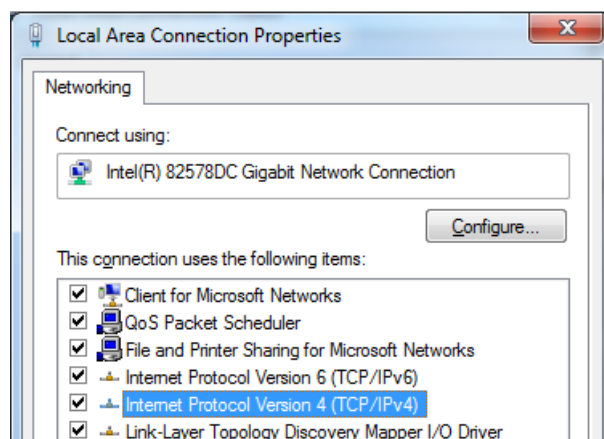 Local Area Connection Properties
Networking
Connect using:
Intel(R) 82578DC Gigabit Network Connection
Configure...
This connection uses the following items:
Client for Microsoft Networks
QoS Packet Scheduler
File and Printer Sharing for Microsoft Networks
Internet Protocol Version 6 (TCP/IPv6)
Internet Protocol Version 4 (TCP/IPv4)
Link-Layer Topology Discovery Mapper I/O Driver